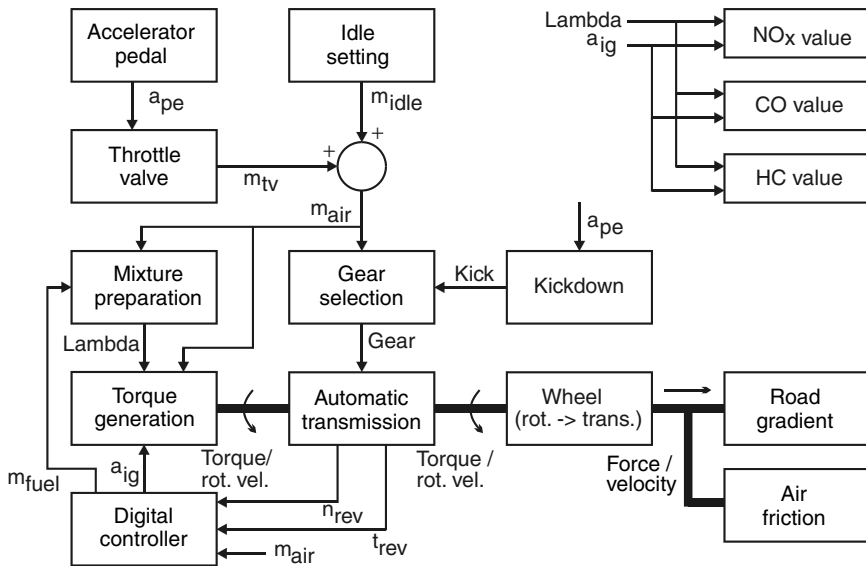 Accelerator
pedal
Idle
setting
Lambda
a_ig
NOx value
a_pe
m_idle
CO value
+
+
Throttle
valve
m_tv
HC value
m_air
a_pe
Mixture
preparation
Gear
selection
Kick
Kickdown
Lambda
Gear
Torque
generation
Automatic
transmission
Wheel
(rot. -> trans.)
Road
gradient
Torque/
rot. vel.
Torque /
rot. vel.
Force /
velocity
m_fuel
a_ig
Digital
controller
n_rev
t_rev
m_air
Air
friction